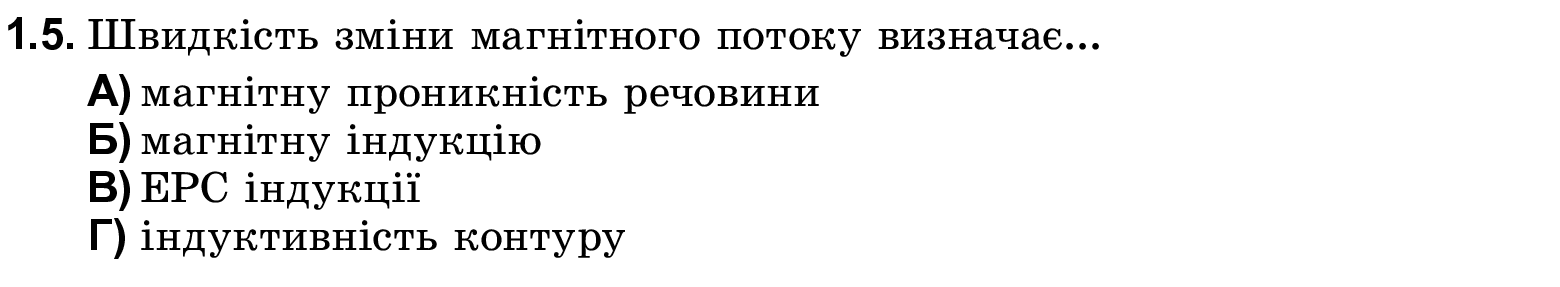 1.5. Швидкість зміни магнітного потоку визначає...
А) магнітну проникність речовини
Б) магнітну індукцію
В) ЕРС індукції
Г) індуктивність контуру